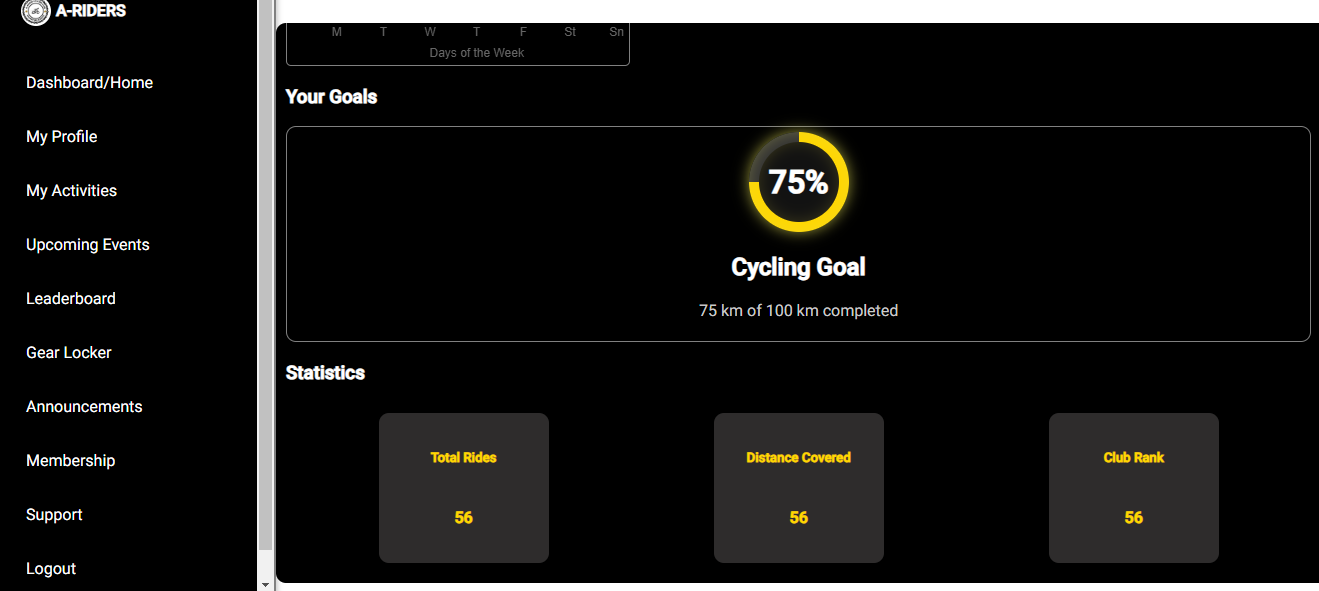 A-RIDERS
Dashboard/Home
My Profile
My Activities
Upcoming Events
Leaderboard
Gear Locker
Announcements
Membership
Support
Logout
M T W T F St Sn
Days of the Week
Your Goals
75%
Cycling Goal
75 km of 100 km completed
Statistics
Total Rides
56
Distance Covered
56
Club Rank
56